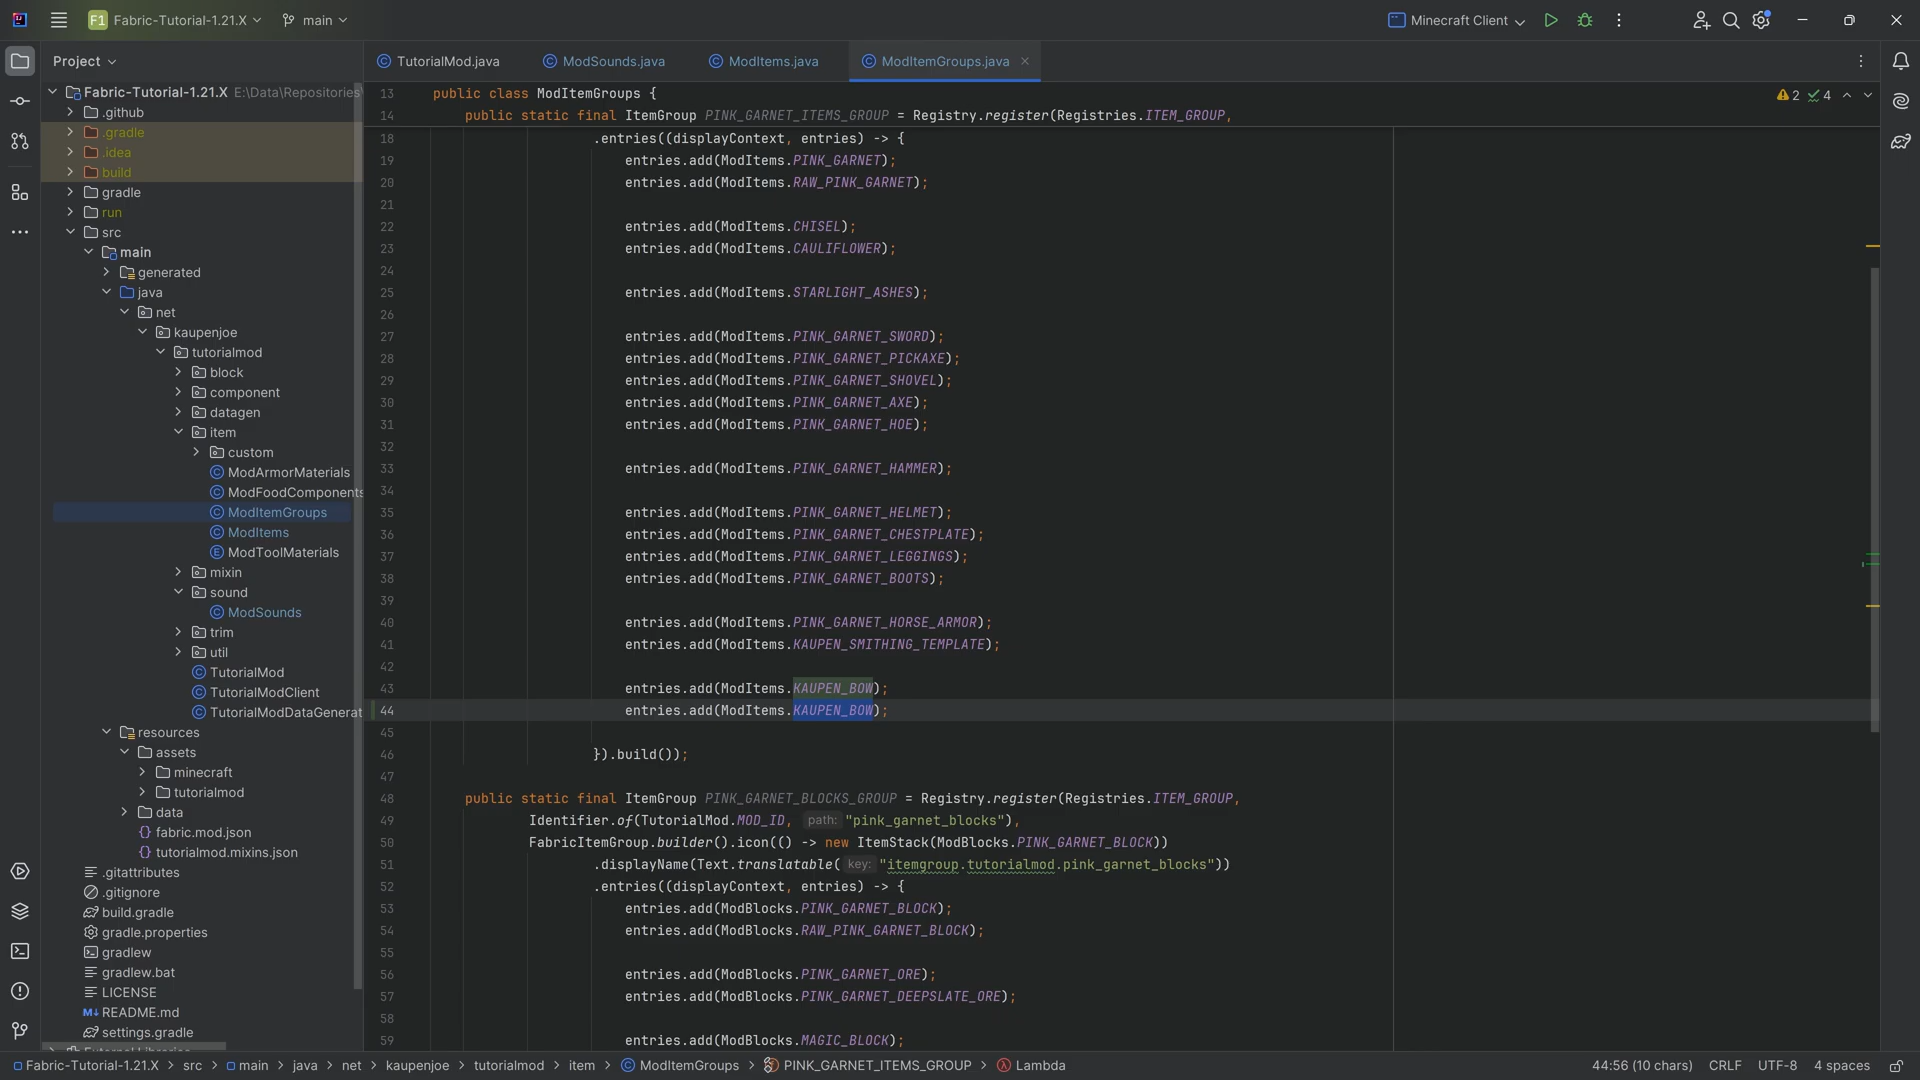 F1 Fabric-Tutorial-1.21.X main Minecraft Client
Project
TutorialMod.java ModSounds.java ModItems.java ModItemGroups.java
Fabric-Tutorial-1.21.X E:\Data\Repositories
.github
.gradle
.idea
build
gradle
run
src
main
generated
java
net
kaupenjoe
tutorialmod
block
component
datagen
item
custom
ModArmorMaterials
ModFoodComponents
ModItemGroups
ModItems
ModToolMaterials
mixin
sound
ModSounds
trim
util
TutorialMod
TutorialModClient
TutorialModDataGenerat
resources
assets
minecraft
tutorialmod
data
fabric.mod.json
tutorialmod.mixins.json
.gitattributes
.gitignore
build.gradle
gradle.properties
gradlew
gradlew.bat
LICENSE
README.md
settings.gradle
2 4
13 public class ModItemGroups {
14 public static final ItemGroup PINK_GARNET_ITEMS_GROUP = Registry.register(Registries.ITEM_GROUP,
18 .entries((displayContext, entries) -> {
19 entries.add(ModItems.PINK_GARNET);
20 entries.add(ModItems.RAW_PINK_GARNET);
21
22 entries.add(ModItems.CHISEL);
23 entries.add(ModItems.CAULIFLOWER);
24
25 entries.add(ModItems.STARLIGHT_ASHES);
26
27 entries.add(ModItems.PINK_GARNET_SWORD);
28 entries.add(ModItems.PINK_GARNET_PICKAXE);
29 entries.add(ModItems.PINK_GARNET_SHOVEL);
30 entries.add(ModItems.PINK_GARNET_AXE);
31 entries.add(ModItems.PINK_GARNET_HOE);
32
33 entries.add(ModItems.PINK_GARNET_HAMMER);
34
35 entries.add(ModItems.PINK_GARNET_HELMET);
36 entries.add(ModItems.PINK_GARNET_CHESTPLATE);
37 entries.add(ModItems.PINK_GARNET_LEGGINGS);
38 entries.add(ModItems.PINK_GARNET_BOOTS);
39
40 entries.add(ModItems.PINK_GARNET_HORSE_ARMOR);
41 entries.add(ModItems.KAUPEN_SMITHING_TEMPLATE);
42
43 entries.add(ModItems.KAUPEN_BOW);
44 entries.add(ModItems.KAUPEN_BOW);
45
46 }).build());
47
48 public static final ItemGroup PINK_GARNET_BLOCKS_GROUP = Registry.register(Registries.ITEM_GROUP,
49 Identifier.of(TutorialMod.MOD_ID, path: "pink_garnet_blocks"),
50 FabricItemGroup.builder().icon(() -> new ItemStack(ModBlocks.PINK_GARNET_BLOCK))
51 .displayName(Text.translatable( key: "itemgroup.tutorialmod.pink_garnet_blocks"))
52 .entries((displayContext, entries) -> {
53 entries.add(ModBlocks.PINK_GARNET_BLOCK);
54 entries.add(ModBlocks.RAW_PINK_GARNET_BLOCK);
55
56 entries.add(ModBlocks.PINK_GARNET_ORE);
57 entries.add(ModBlocks.PINK_GARNET_DEEPSLATE_ORE);
58
59 entries.add(ModBlocks.MAGIC_BLOCK);
Fabric-Tutorial-1.21.X > src > main > java > net > kaupenjoe > tutorialmod > item > ModItemGroups > PINK_GARNET_ITEMS_GROUP > Lambda 44:56 (10 chars) CRLF UTF-8 4 spaces